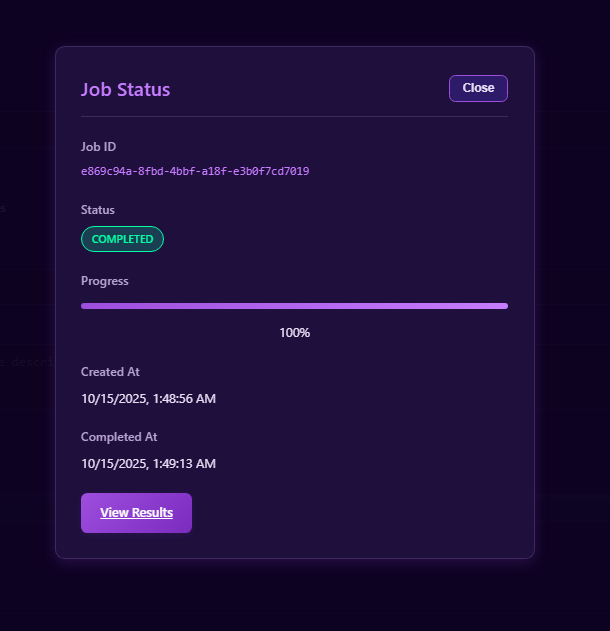 Job Status
Close
Job ID
e869c94a-8fbd-4bbf-a18f-e3b0f7cd7019
Status
COMPLETED
Progress
100%
Created At
10/15/2025, 1:48:56 AM
Completed At
10/15/2025, 1:49:13 AM
View Results